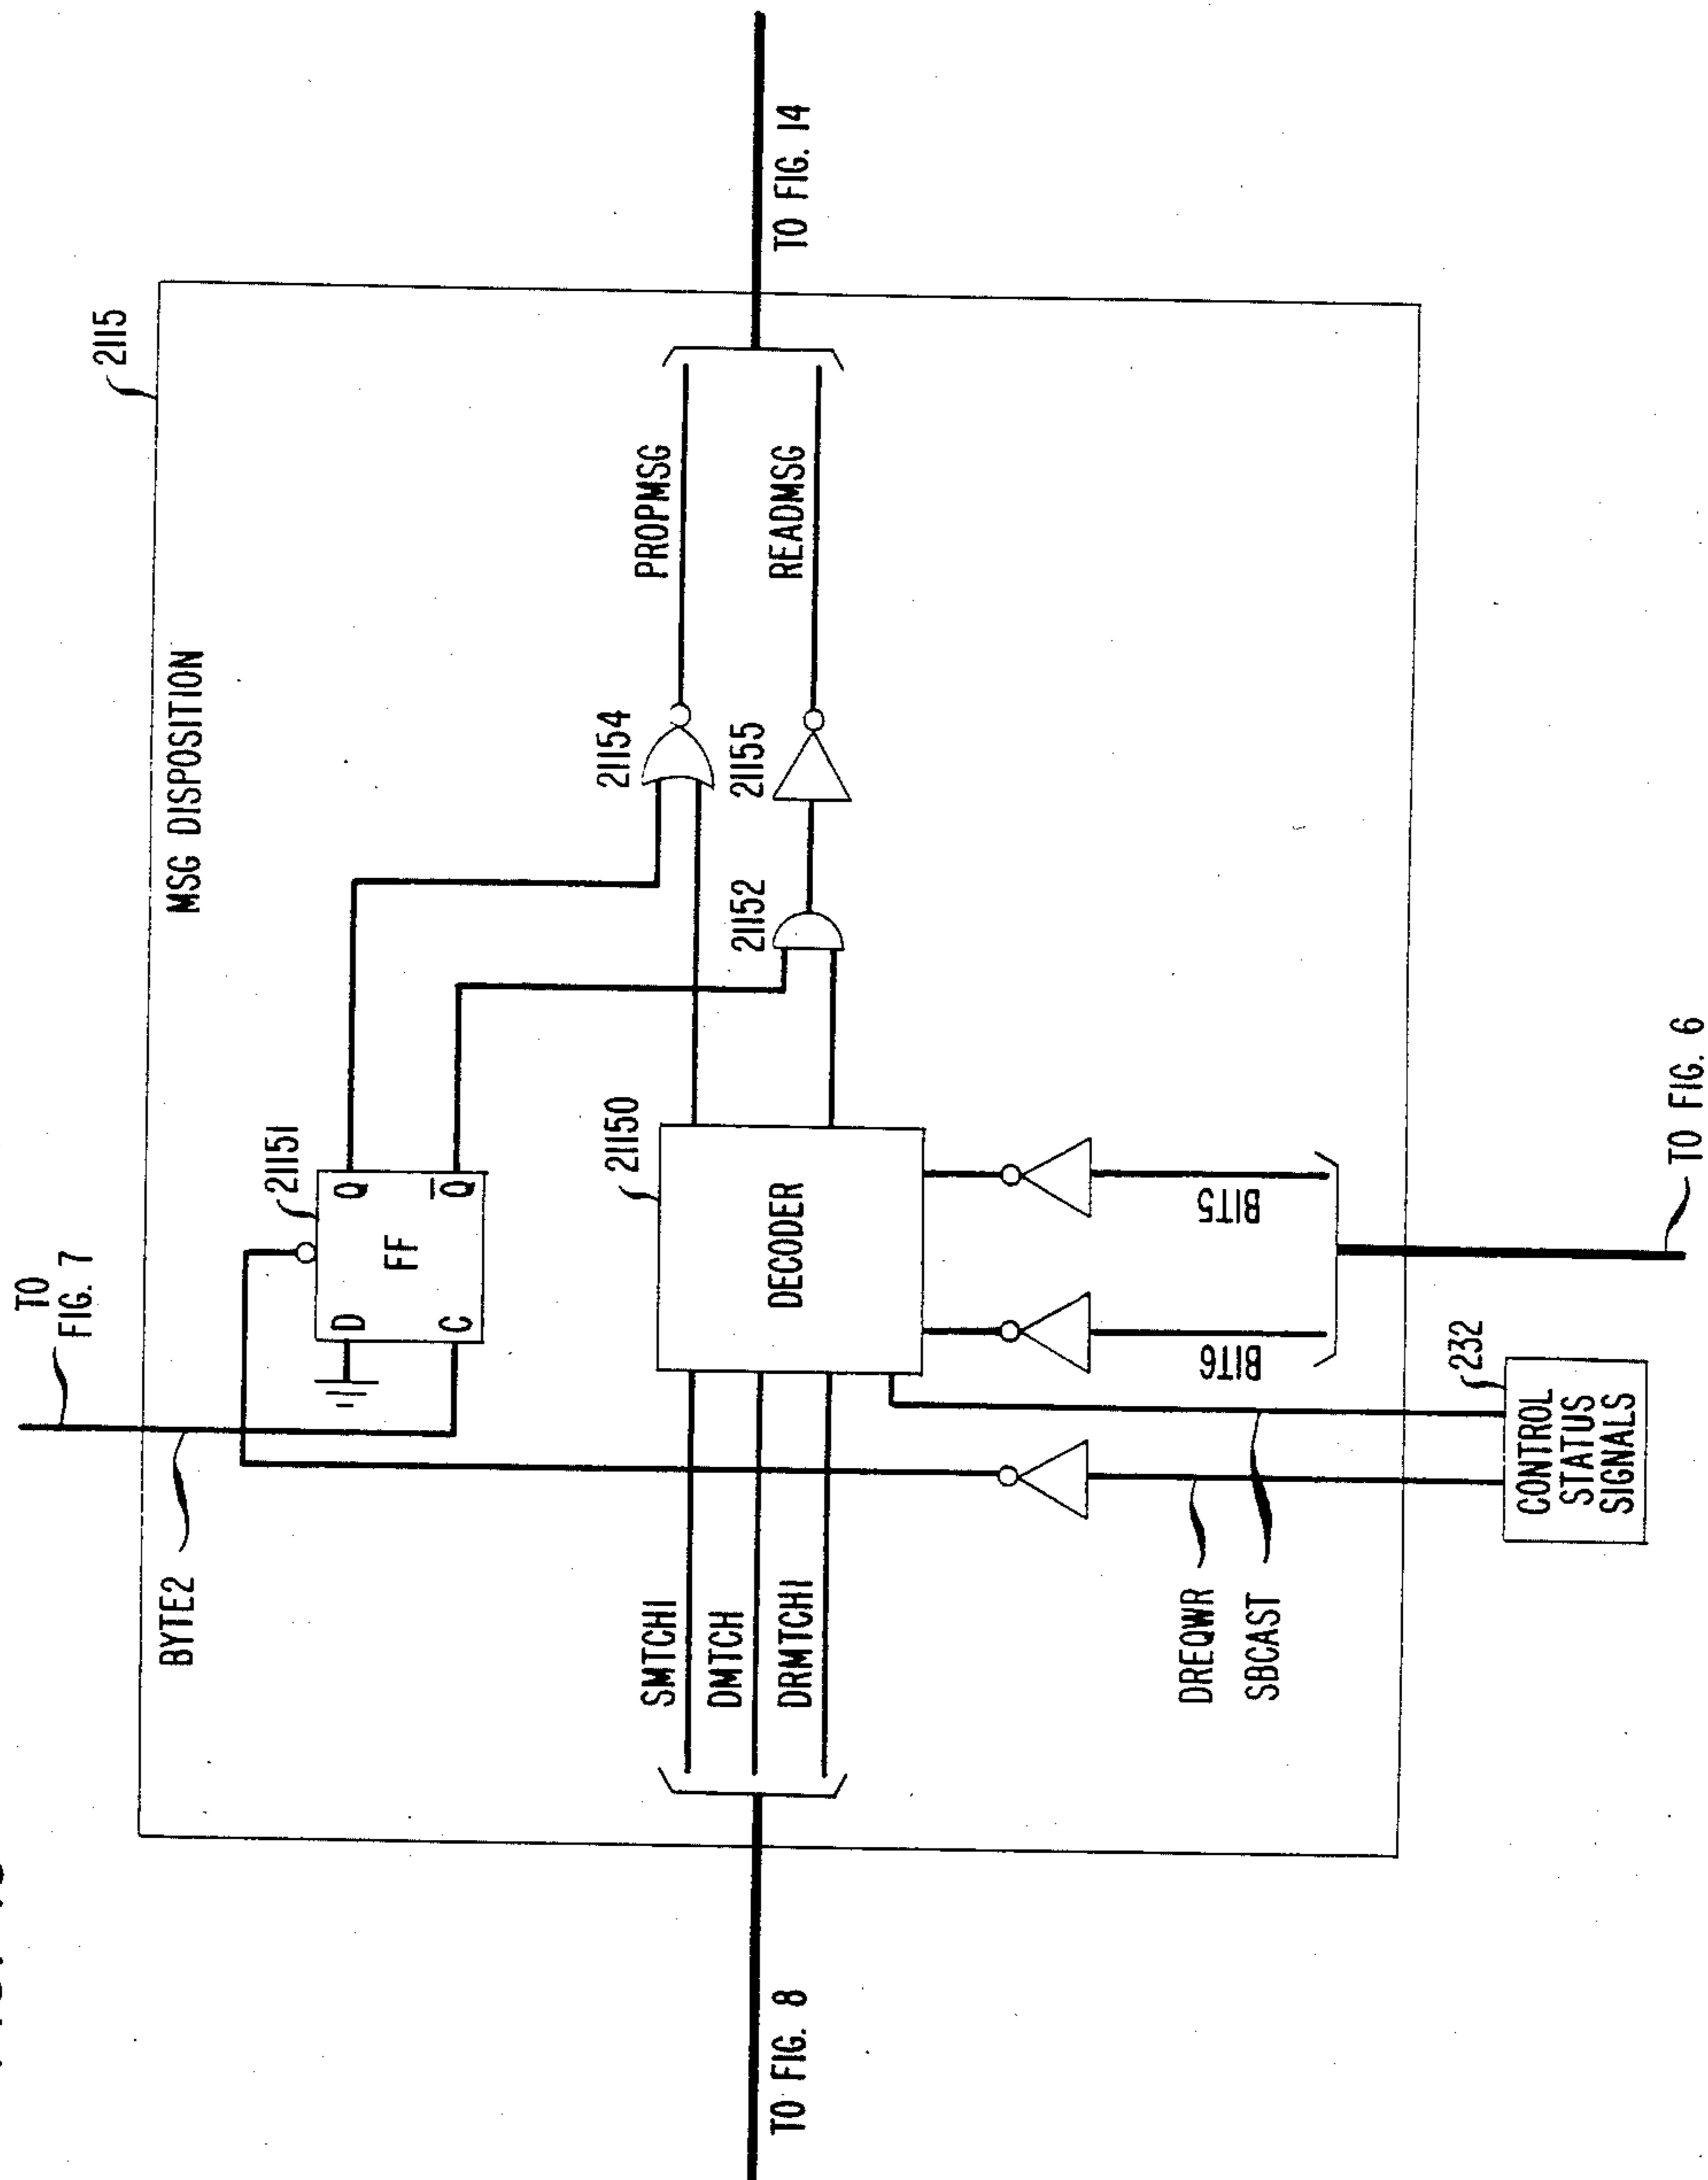 TO
FIG. 7
2115
MSG DISPOSITION
BYTE2
21151
D
Q
FF
C
Q̅
21154
PROPMSG
SMTCHI
DMTCH
DRMTCHI
21150
DECODER
21152
21155
READMSG
TO FIG. 8
TO FIG. 14
DREQWR
SBCAST
BIT6
BIT5
232
CONTROL
STATUS
SIGNALS
TO FIG. 6